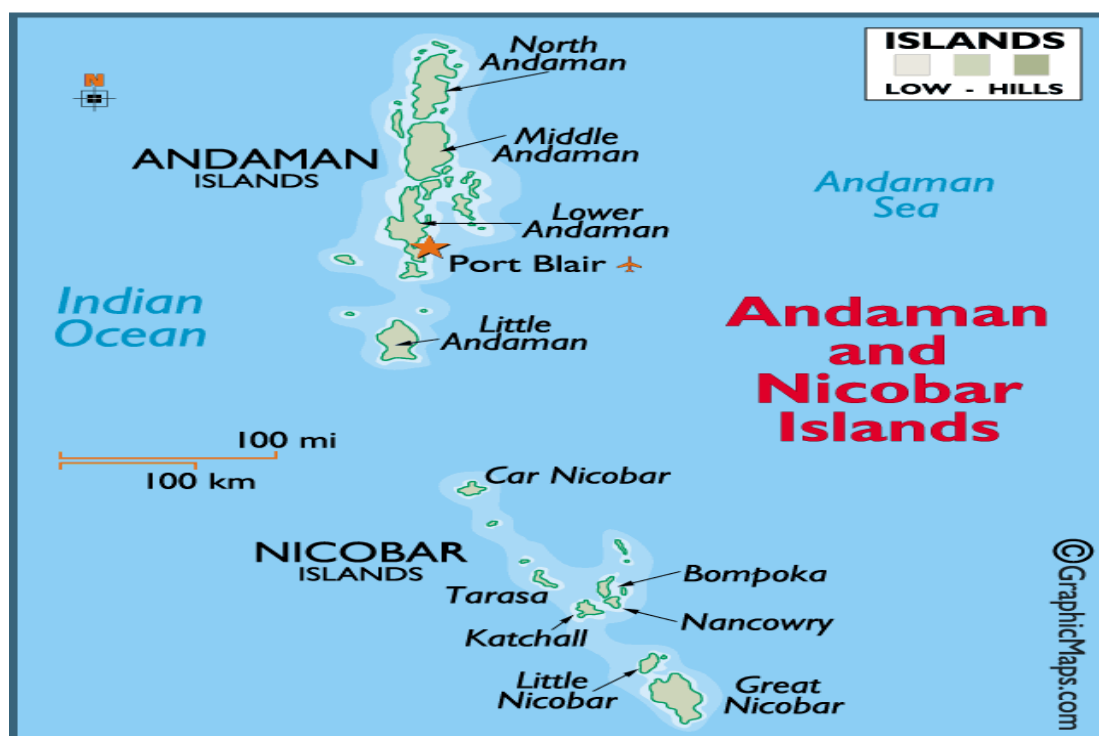 ISLANDS
LOW - HILLS
N
North
Andaman
Middle
Andaman
ANDAMAN
ISLANDS
Andaman
Sea
Lower
Andaman
Port Blair
Indian
Ocean
Little
Andaman
Andaman
and
Nicobar
Islands
100 mi
100 km
Car Nicobar
NICOBAR
ISLANDS
Bompoka
Tarasa
Nancowry
Katchall
Little
Nicobar
Great
Nicobar
©GraphicMaps.com